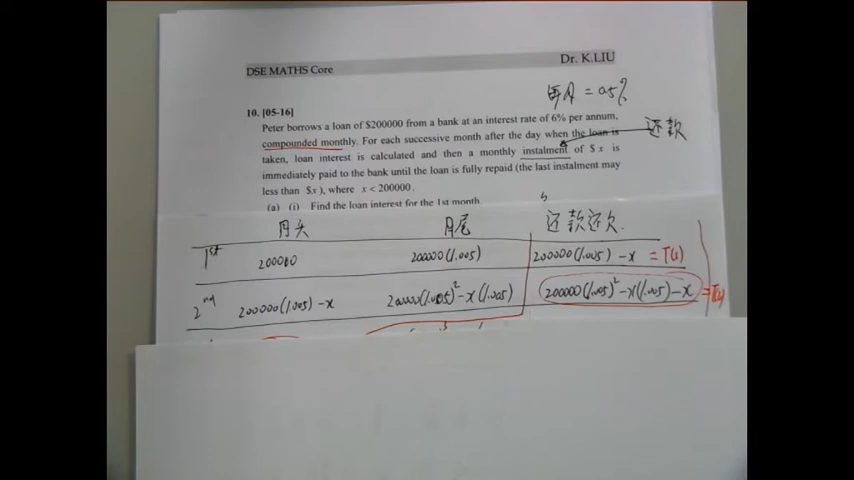 DSE MATHS Core
Dr. K.LIU
每月 = 0.5%
10. [05-16]
Peter borrows a loan of $200000 from a bank at an interest rate of 6% per annum,
compounded monthly. For each successive month after the day when the loan is
还款
taken, loan interest is calculated and then a monthly instalment of $ x is
immediately paid to the bank until the loan is fully repaid (the last instalment may
less than $x), where x < 200000.
(a) (i) Find the loan interest for the 1st month
月头 月尾 还款还欠
1st 200000 200000(1.005) 200000(1.005) -x = T(1)
2nd 200000(1.005) -x 200000(1.005)² -x(1.005) 200000(1.005)² -x(1.005) -x = T(2)